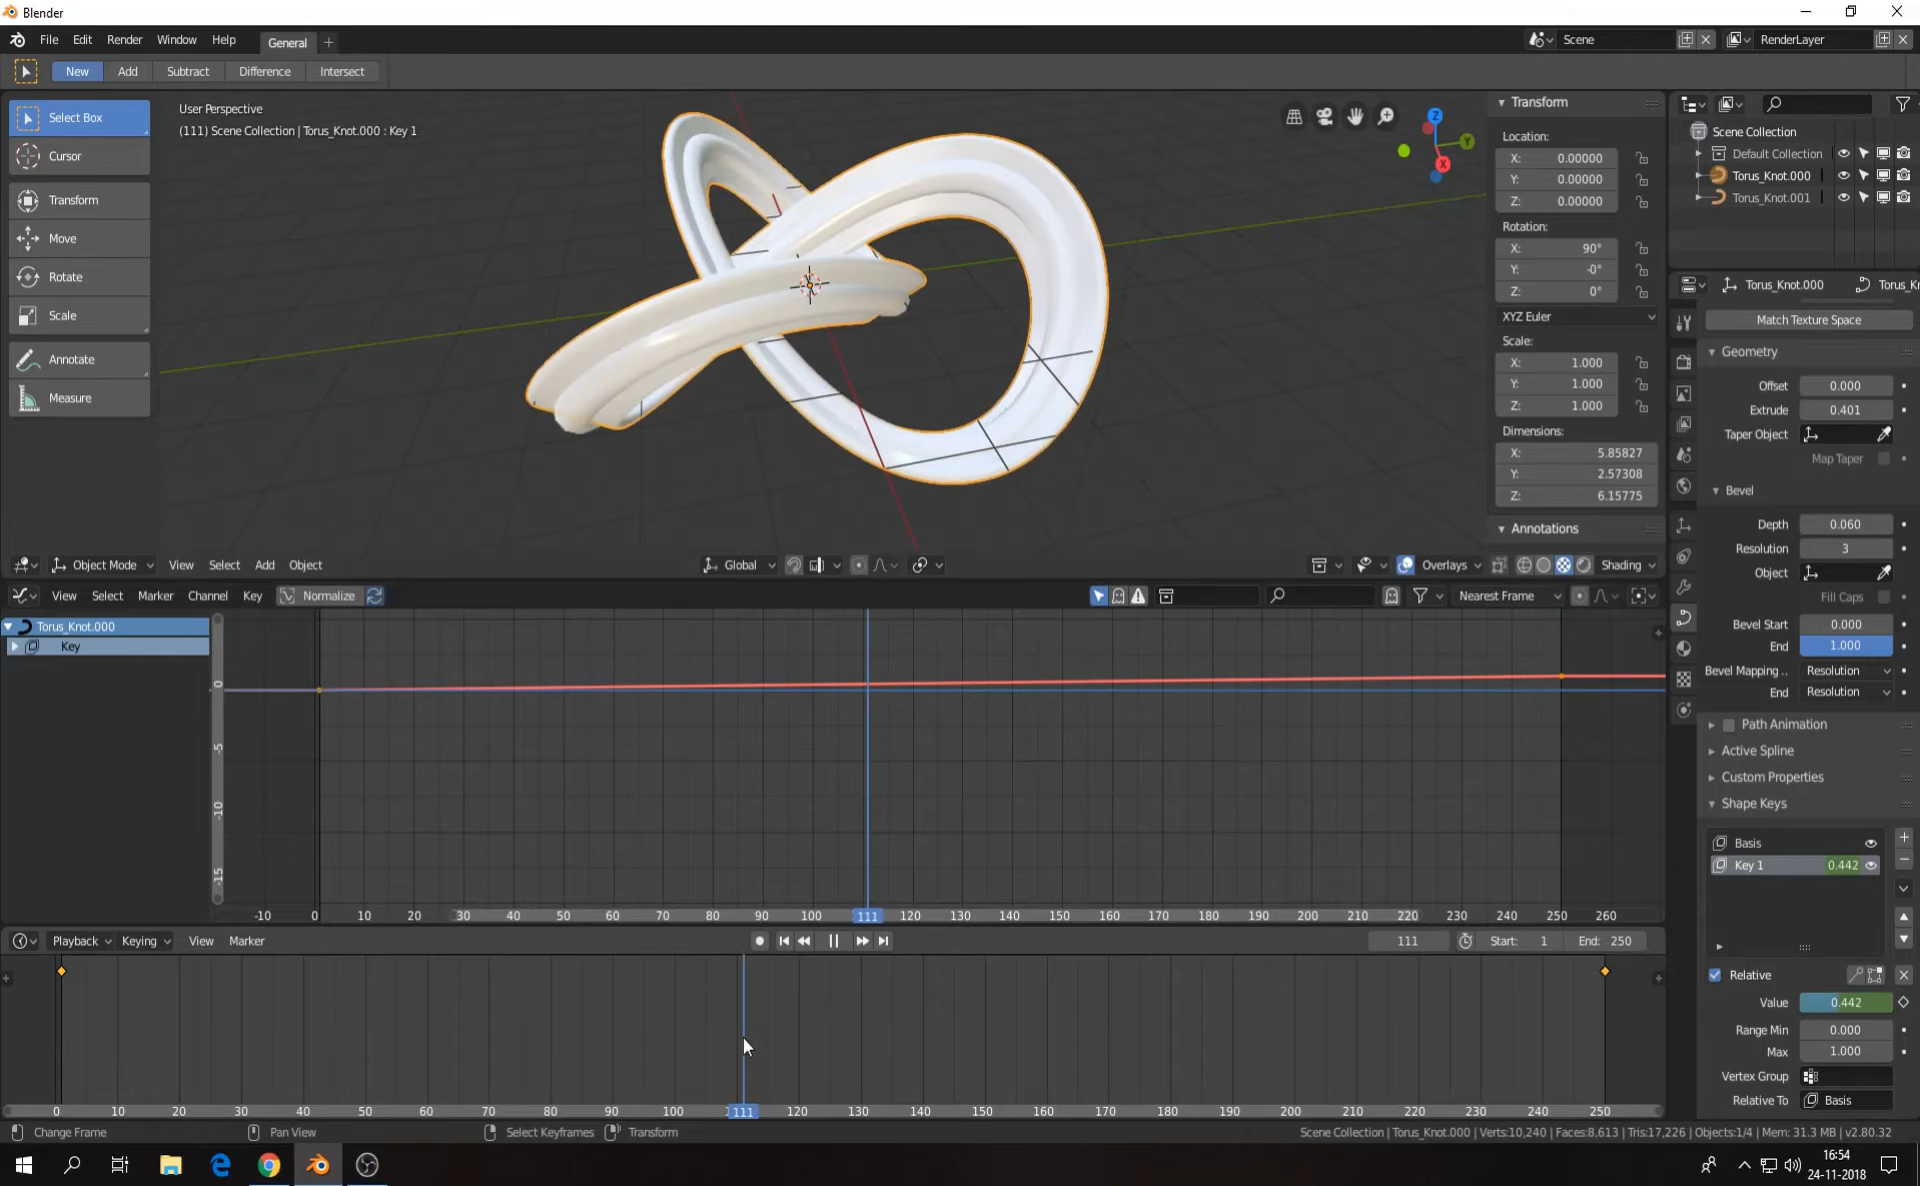 Blender
File Edit Render Window Help General +
Scene
RenderLayer
New Add Subtract Difference Intersect
Select Box
Cursor
Transform
Move
Rotate
Scale
Annotate
Measure
User Perspective
(111) Scene Collection | Torus_Knot.000 : Key 1
Z
Y
X
Transform
Location:
X: 0.00000
Y: 0.00000
Z: 0.00000
Rotation:
X: 90°
Y: -0°
Z: 0°
XYZ Euler
Scale:
X: 1.000
Y: 1.000
Z: 1.000
Dimensions:
X: 5.85827
Y: 2.57308
Z: 6.15775
Annotations
Scene Collection
Default Collection
Torus_Knot.000
Torus_Knot.001
Torus_Knot.000
Torus_Kr
Match Texture Space
Geometry
Offset 0.000
Extrude 0.401
Taper Object
Map Taper
Bevel
Depth 0.060
Resolution 3
Object
Fill Caps
Bevel Start 0.000
End 1.000
Bevel Mapping .. Resolution
End Resolution
Path Animation
Active Spline
Custom Properties
Shape Keys
Basis
Key 1 0.442
Relative
Value 0.442
Range Min 0.000
Max 1.000
Vertex Group
Relative To Basis
Object Mode View Select Add Object
Global
Overlays
Shading
View Select Marker Channel Key Normalize
Nearest Frame
Torus_Knot.000
Key
0
-5
-10
-15
-10 0 10 20 30 40 50 60 70 80 90 100 111 120 130 140 150 160 170 180 190 200 210 220 230 240 250 260
Playback Keying View Marker
111
Start: 1
End: 250
0 10 20 30 40 50 60 70 80 90 100 111 120 130 140 150 160 170 180 190 200 210 220 230 240 250
Change Frame
Pan View
Select Keyframes
Transform
Scene Collection | Torus_Knot.000 | Verts:10,240 | Faces:8,613 | Tris:17,226 | Objects:1/4 | Mem: 31.3 MB | v2.80.32
16:54
24-11-2018